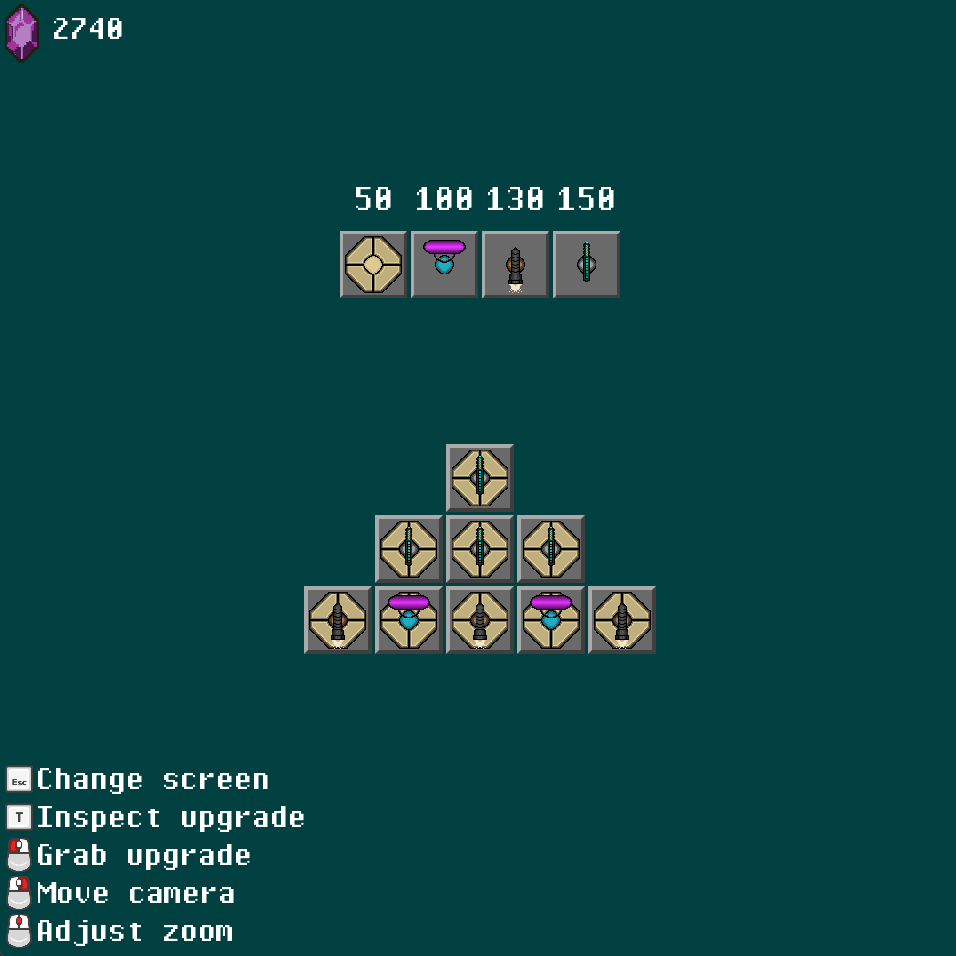 2740
50 100 130 150
Esc Change screen
T Inspect upgrade
Grab upgrade
Move camera
Adjust zoom